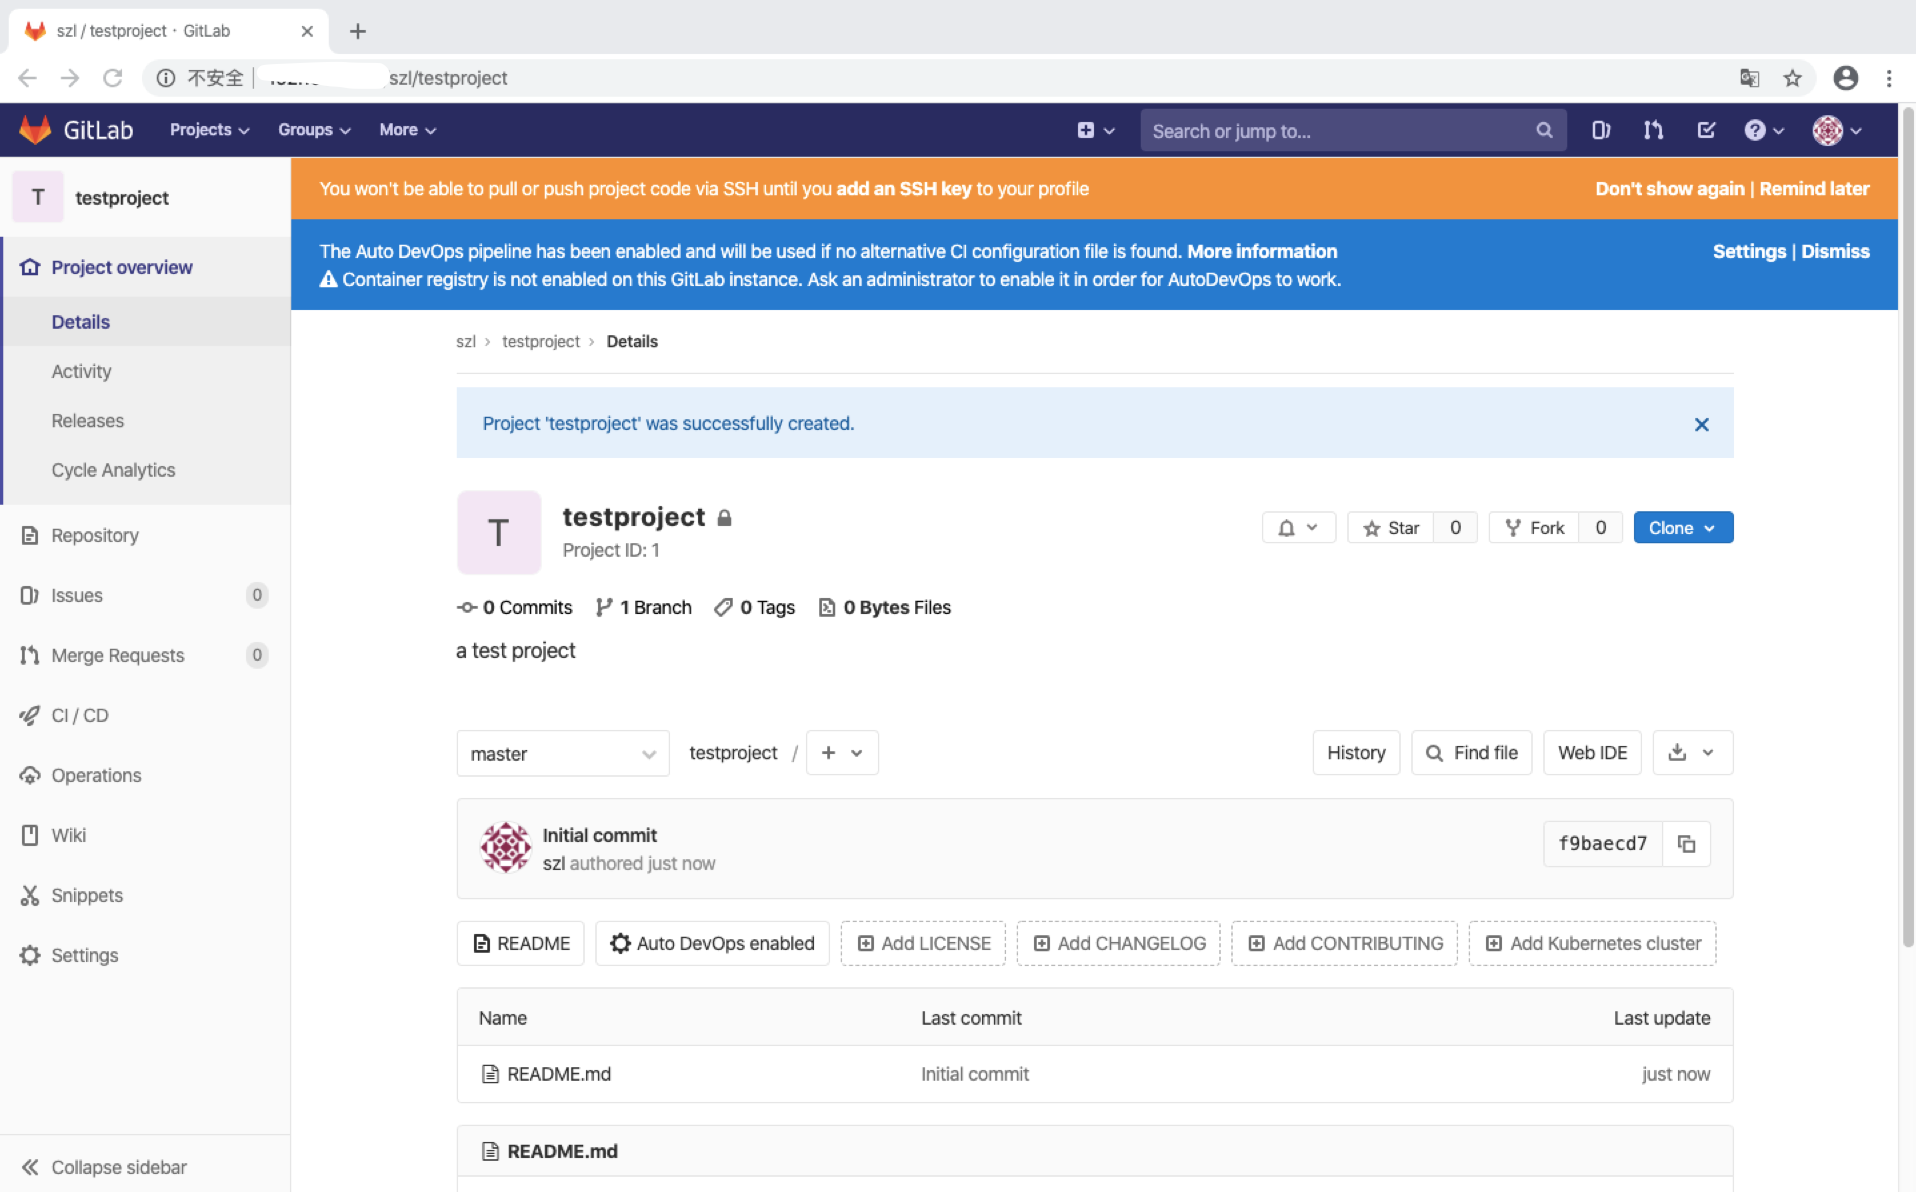 szl / testproject · GitLab
不安全 szl/testproject
GitLab Projects Groups More Search or jump to...
T testproject
You won't be able to pull or push project code via SSH until you add an SSH key to your profile Don't show again | Remind later
Project overview
The Auto DevOps pipeline has been enabled and will be used if no alternative CI configuration file is found. More information Settings | Dismiss
Container registry is not enabled on this GitLab instance. Ask an administrator to enable it in order for AutoDevOps to work.
Details
Activity
Releases
Cycle Analytics
Repository
Issues 0
Merge Requests 0
CI / CD
Operations
Wiki
Snippets
Settings
Collapse sidebar
szl › testproject › Details
Project 'testproject' was successfully created.
T
testproject
Project ID: 1
Star 0 Fork 0 Clone
0 Commits 1 Branch 0 Tags 0 Bytes Files
a test project
master testproject / + History Find file Web IDE
Initial commit
szl authored just now
f9baecd7
README Auto DevOps enabled Add LICENSE Add CHANGELOG Add CONTRIBUTING Add Kubernetes cluster
Name Last commit Last update
README.md Initial commit just now
README.md